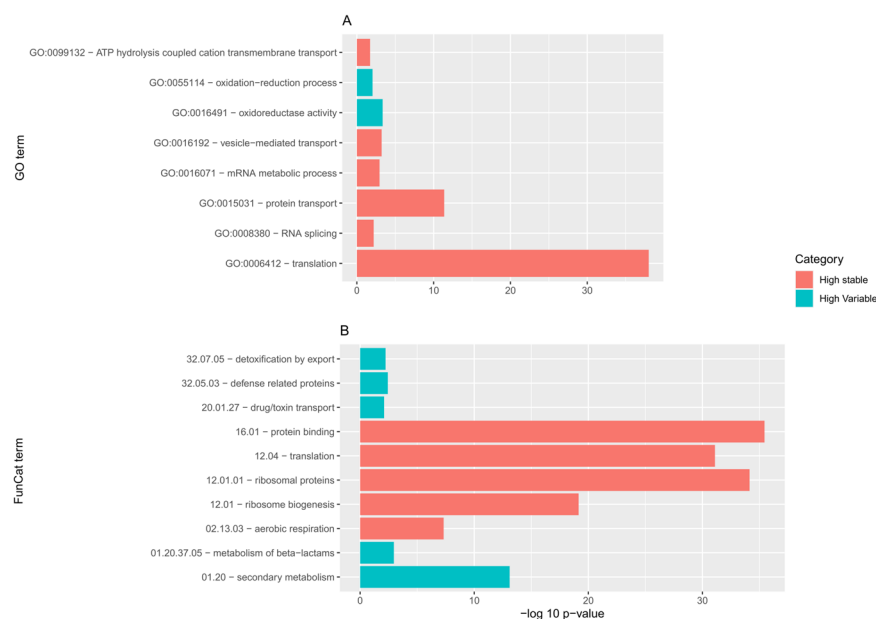 A
GO term
GO:0099132 − ATP hydrolysis coupled cation transmembrane transport
GO:0055114 − oxidation−reduction process
GO:0016491 − oxidoreductase activity
GO:0016192 − vesicle−mediated transport
GO:0016071 − mRNA metabolic process
GO:0015031 − protein transport
GO:0008380 − RNA splicing
GO:0006412 − translation
0 10 20 30
Category
High stable
High Variable
B
FunCat term
32.07.05 − detoxification by export
32.05.03 − defense related proteins
20.01.27 − drug/toxin transport
16.01 − protein binding
12.04 − translation
12.01.01 − ribosomal proteins
12.01 − ribosome biogenesis
02.13.03 − aerobic respiration
01.20.37.05 − metabolism of beta−lactams
01.20 − secondary metabolism
0 10 20 30
−log 10 p−value